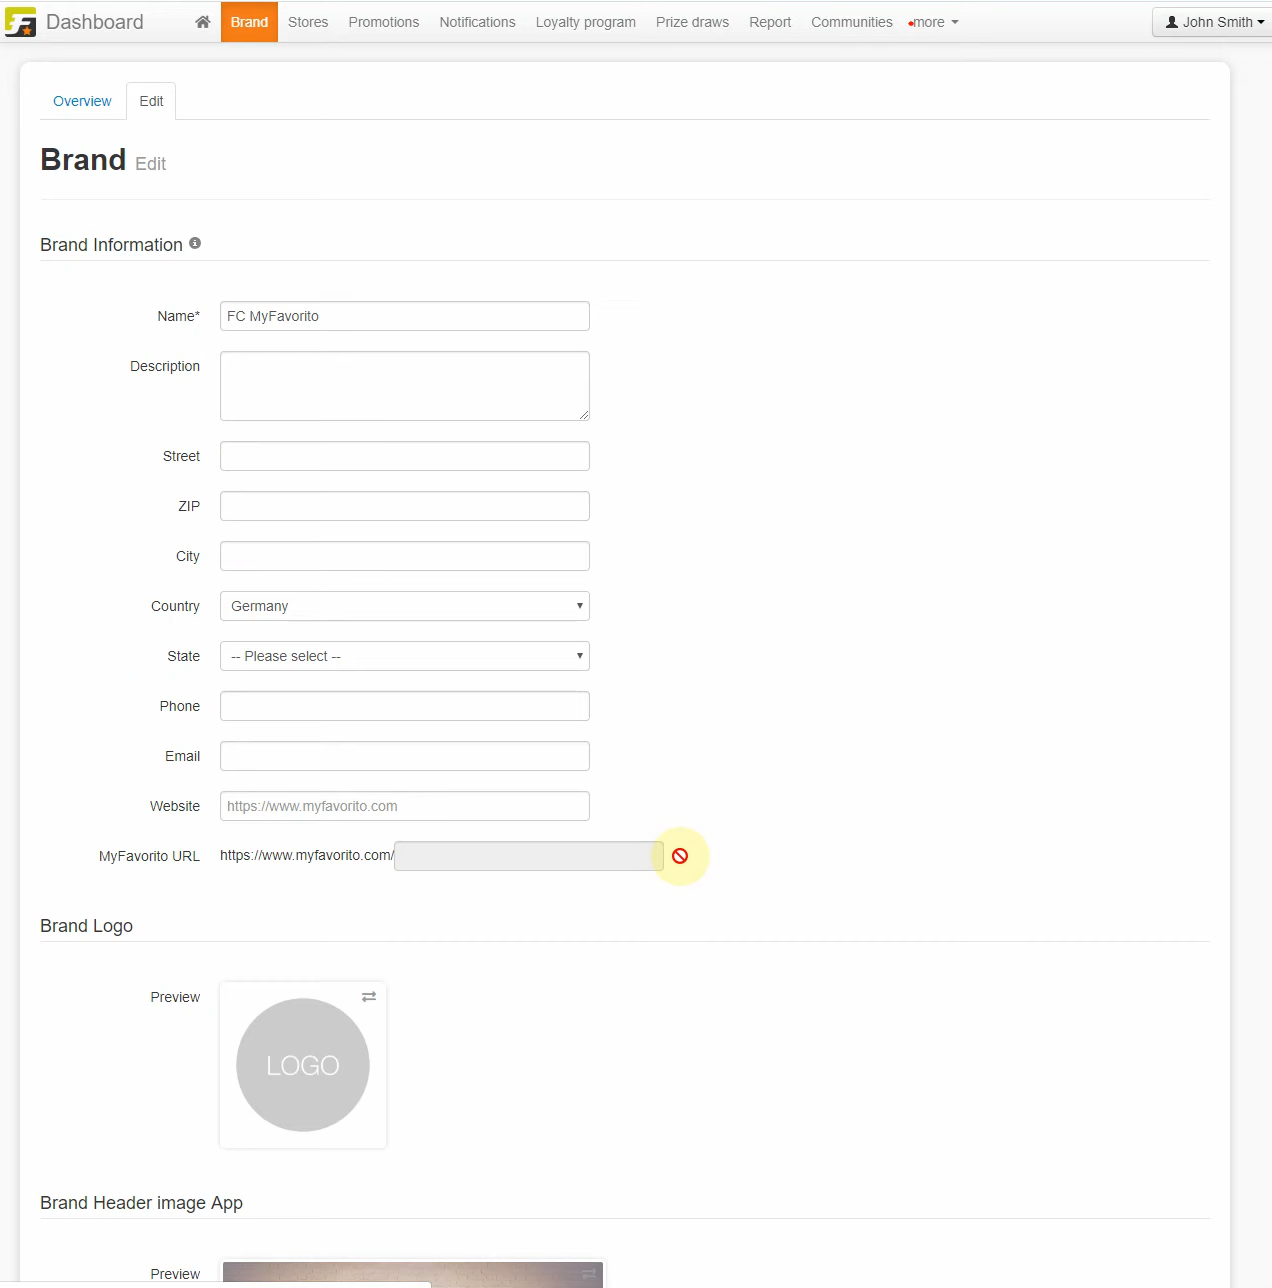 Dashboard Brand Stores Promotions Notifications Loyalty program Prize draws Report Communities more John Smith
Overview Edit
Brand Edit
Brand Information
Name* FC MyFavorito
Description
Street
ZIP
City
Country Germany
State -- Please select --
Phone
Email
Website https://www.myfavorito.com
MyFavorito URL https://www.myfavorito.com/
Brand Logo
Preview
LOGO
Brand Header image App
Preview